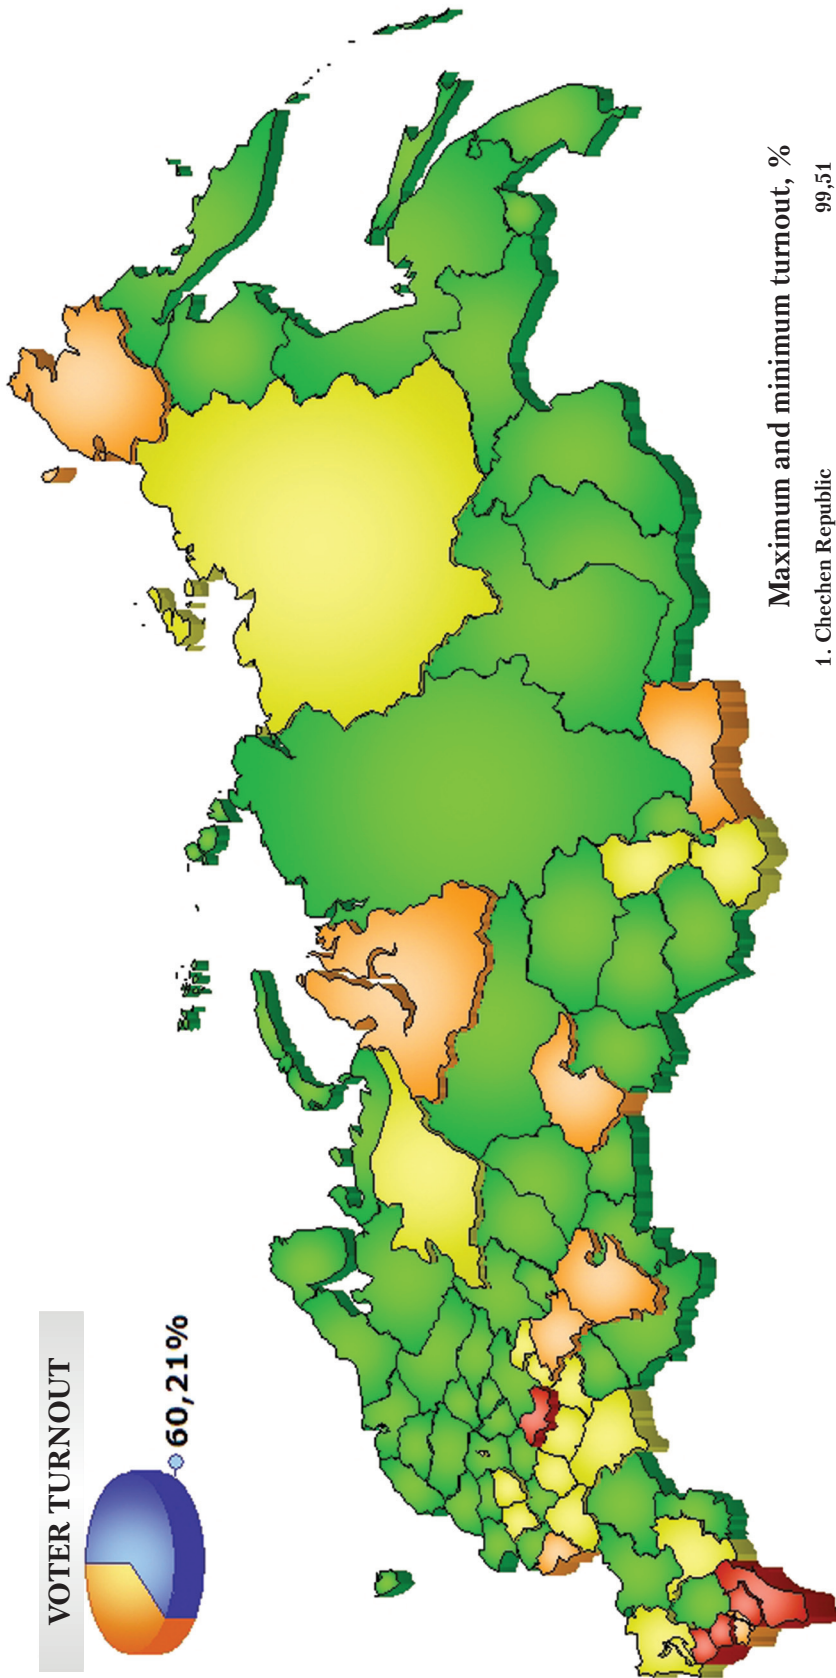 VOTER TURNOUT
60,21%
Maximum and minimum turnout, %
1. Chechen Republic 99,51